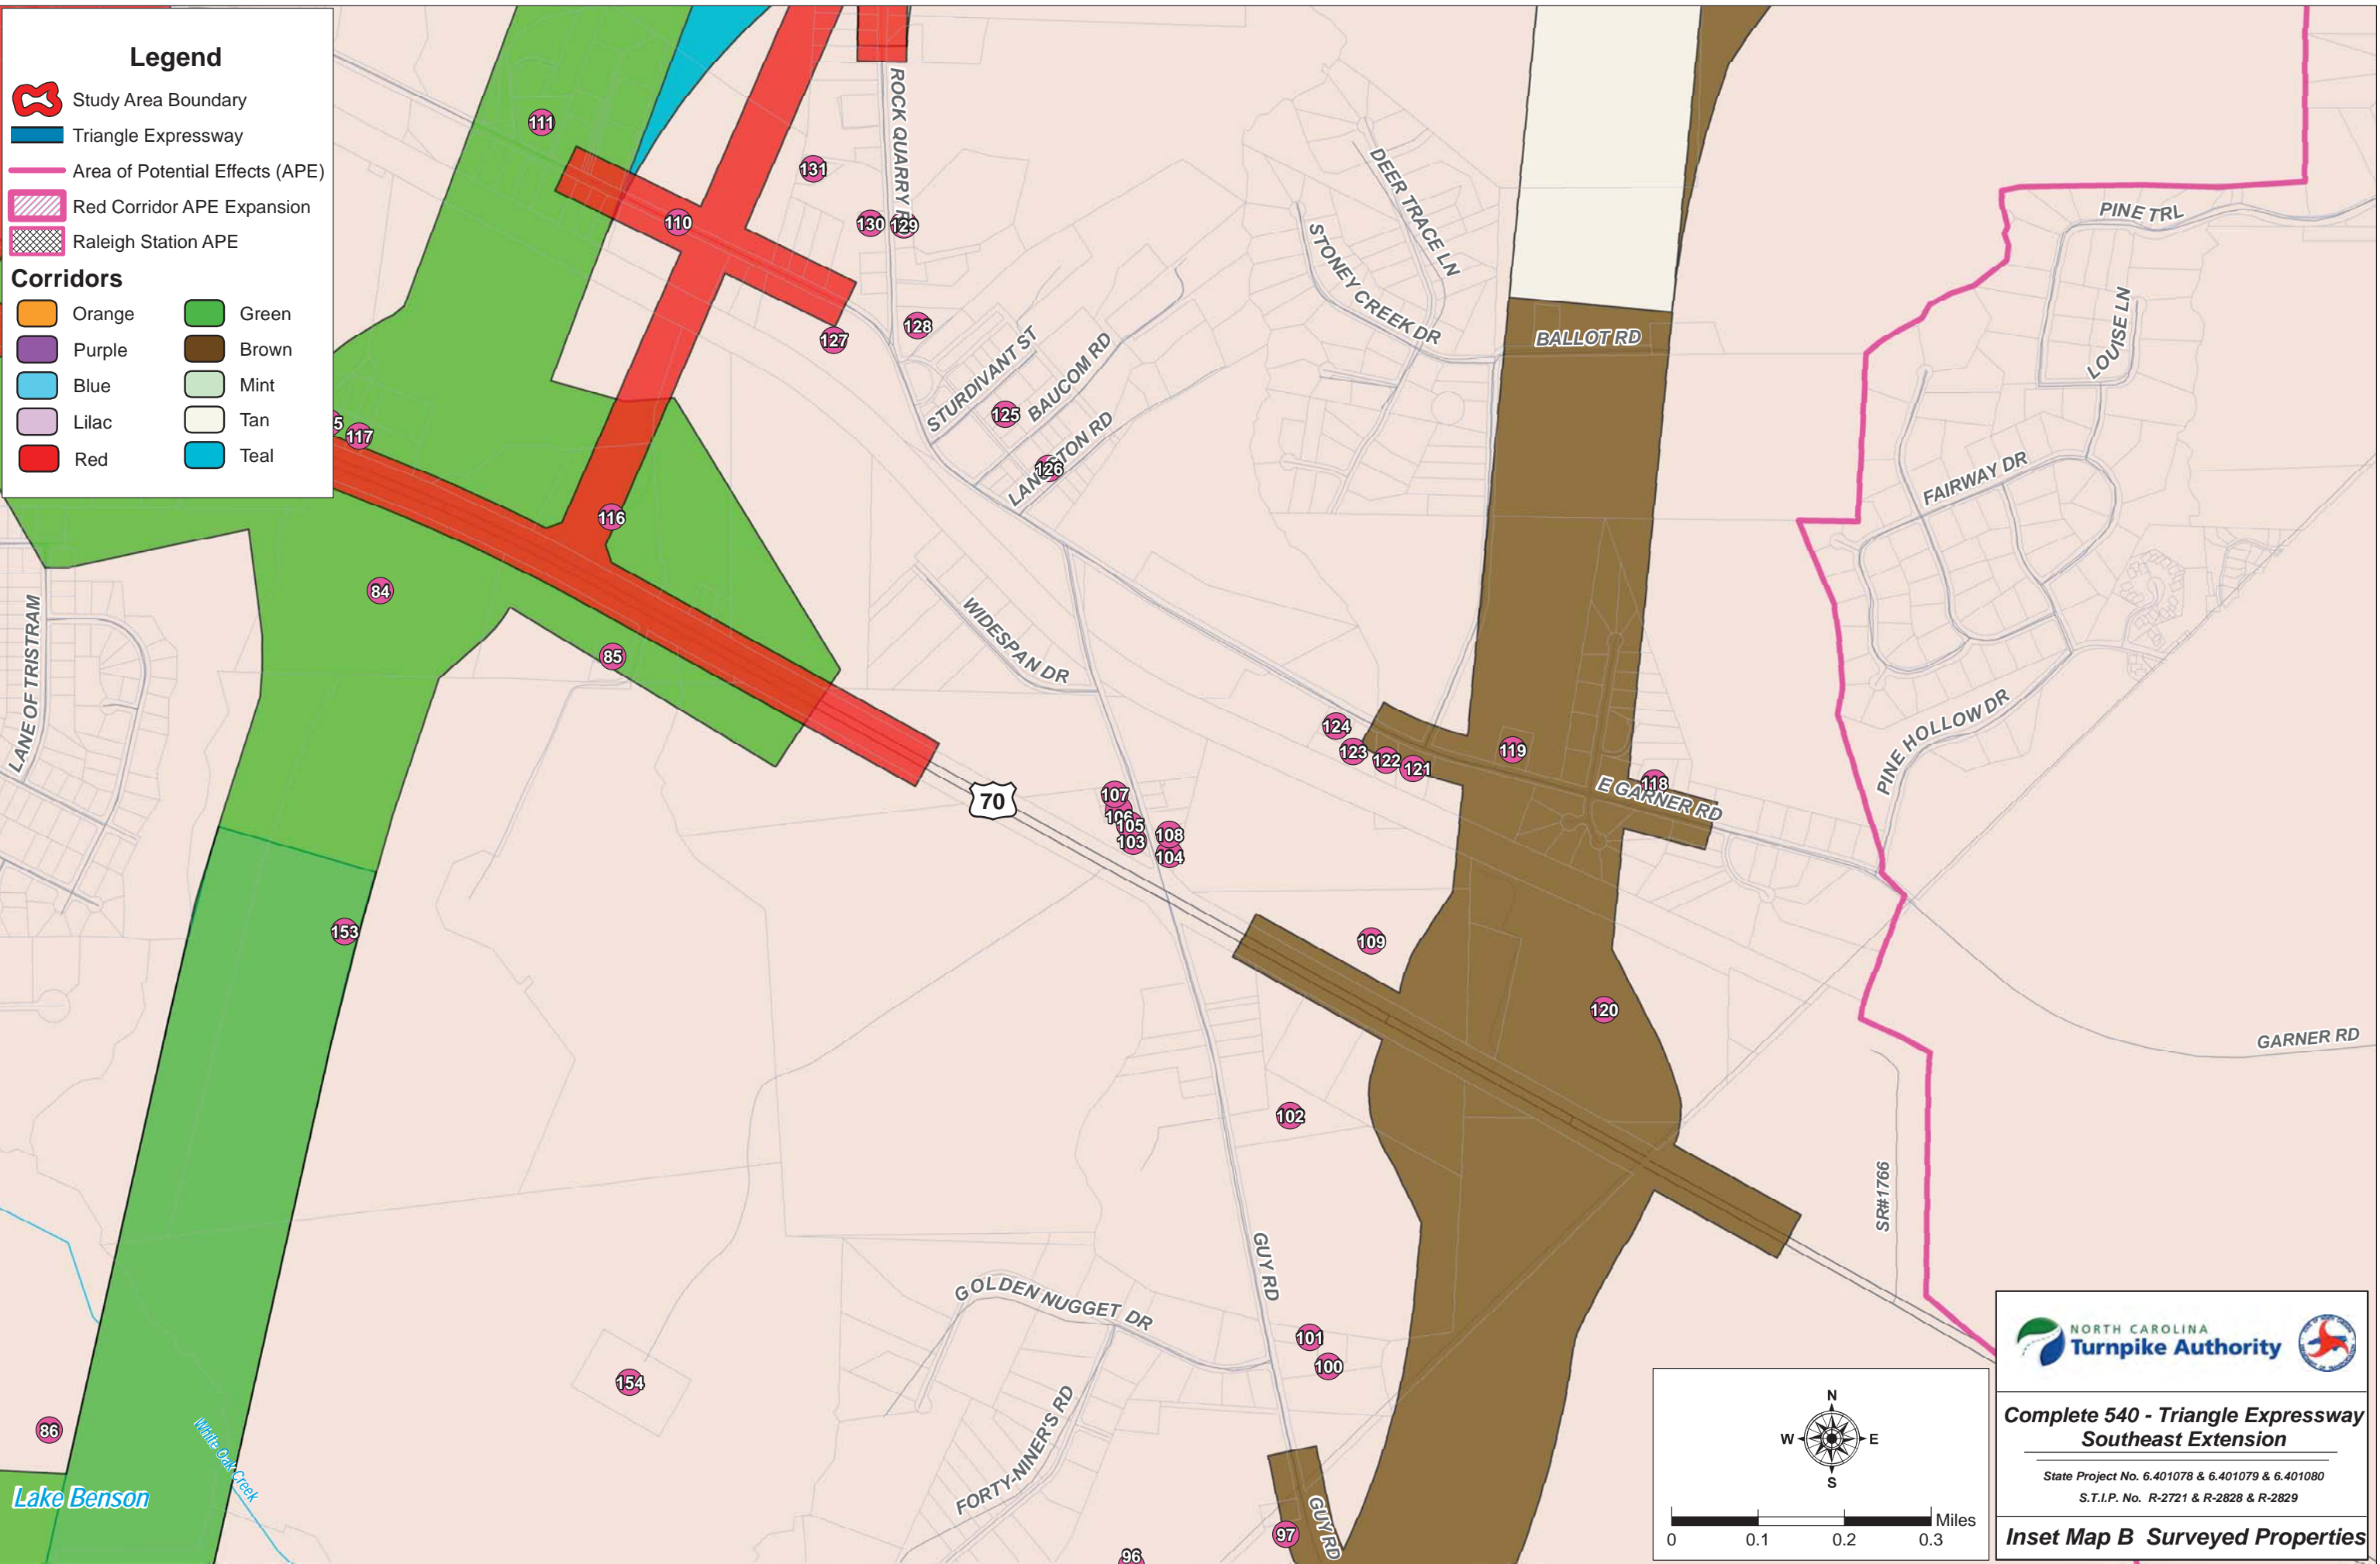 Legend
Study Area Boundary
Triangle Expressway
Area of Potential Effects (APE)
Red Corridor APE Expansion
Raleigh Station APE
Corridors
Orange
Green
Purple
Brown
Blue
Mint
Lilac
Tan
Red
Teal
111
131
110
130
129
128
127
125
126
5
117
116
84
85
153
154
86
124
123
122
121
119
118
107
106
105
103
108
104
109
120
102
101
100
97
96
ROCK QUARRY R
STURDIVANT ST
BAUCOM RD
DEER TRACE LN
STONEY CREEK DR
BALLOT RD
PINE TRL
LOUISE LN
FAIRWAY DR
PINE HOLLOW DR
WIDESPAN DR
LANE OF TRISTRAM
E GARNER RD
GARNER RD
70
SR#1766
GUY RD
GOLDEN NUGGET DR
FORTY-NINER'S RD
GUY RD
White Oak Creek
Lake Benson
N
W
E
S
Miles
0
0.1
0.2
0.3
NORTH CAROLINA
Turnpike Authority
Complete 540 - Triangle Expressway
Southeast Extension
State Project No. 6.401078 & 6.401079 & 6.401080
S.T.I.P. No. R-2721 & R-2828 & R-2829
Inset Map B Surveyed Properties